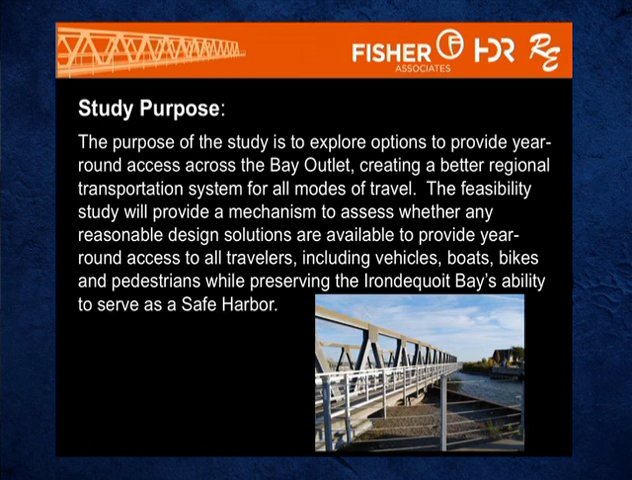 FISHER
ASSOCIATES
F
HDR
RE
Study Purpose:
The purpose of the study is to explore options to provide year-
round access across the Bay Outlet, creating a better regional
transportation system for all modes of travel.  The feasibility
study will provide a mechanism to assess whether any
reasonable design solutions are available to provide year-
round access to all travelers, including vehicles, boats, bikes
and pedestrians while preserving the Irondequoit Bay's ability
to serve as a Safe Harbor.